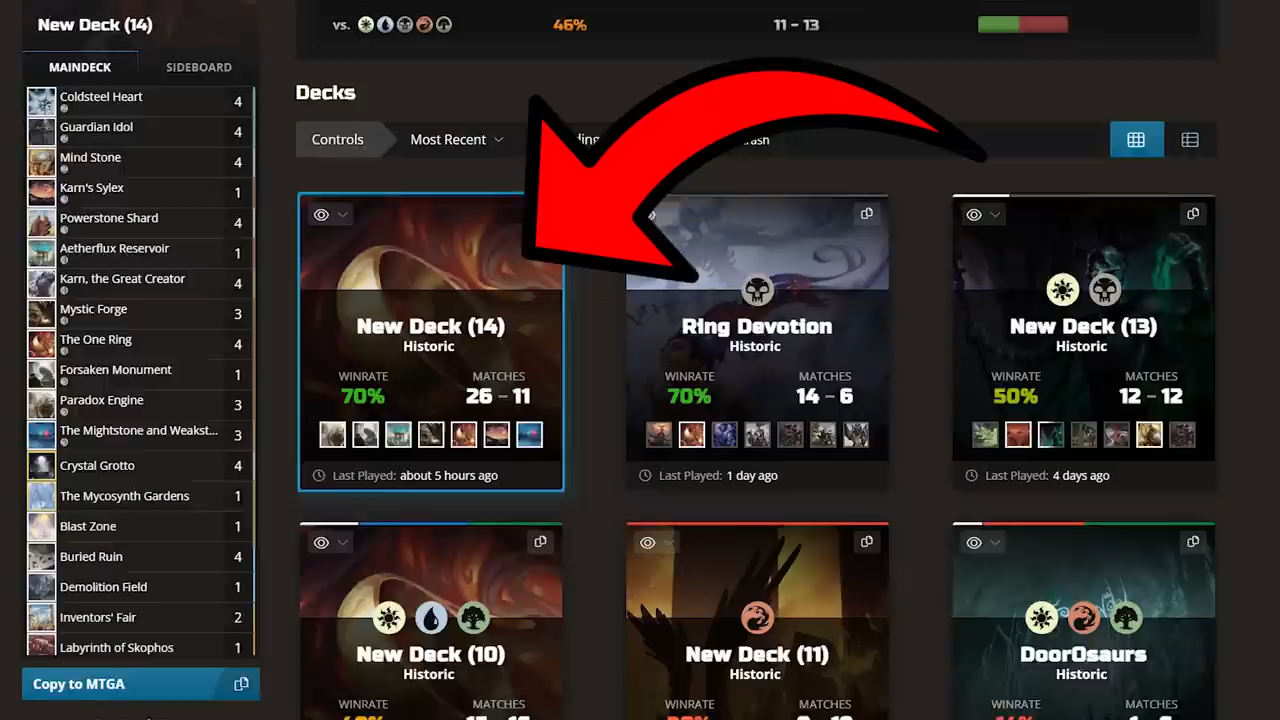 New Deck (14)
MAINDECK SIDEBOARD
Coldsteel Heart 4
Guardian Idol 4
Mind Stone 4
Karn's Sylex 1
Powerstone Shard 4
Aetherflux Reservoir 1
Karn, the Great Creator 4
Mystic Forge 3
The One Ring 4
Forsaken Monument 1
Paradox Engine 3
The Mightstone and Weakst... 3
Crystal Grotto 4
The Mycosynth Gardens 1
Blast Zone 1
Buried Ruin 4
Demolition Field 1
Inventors' Fair 2
Labyrinth of Skophos 1
Copy to MTGA
vs. 46% 11 - 13
Decks
Controls Most Recent
New Deck (14)
Historic
WINRATE MATCHES
70% 26 - 11
Last Played: about 5 hours ago
Ring Devotion
Historic
WINRATE MATCHES
70% 14 - 6
Last Played: 1 day ago
New Deck (13)
Historic
WINRATE MATCHES
50% 12 - 12
Last Played: 4 days ago
New Deck (10)
Historic
WINRATE MATCHES
New Deck (11)
Historic
WINRATE MATCHES
DoorOsaurs
Historic
WINRATE MATCHES